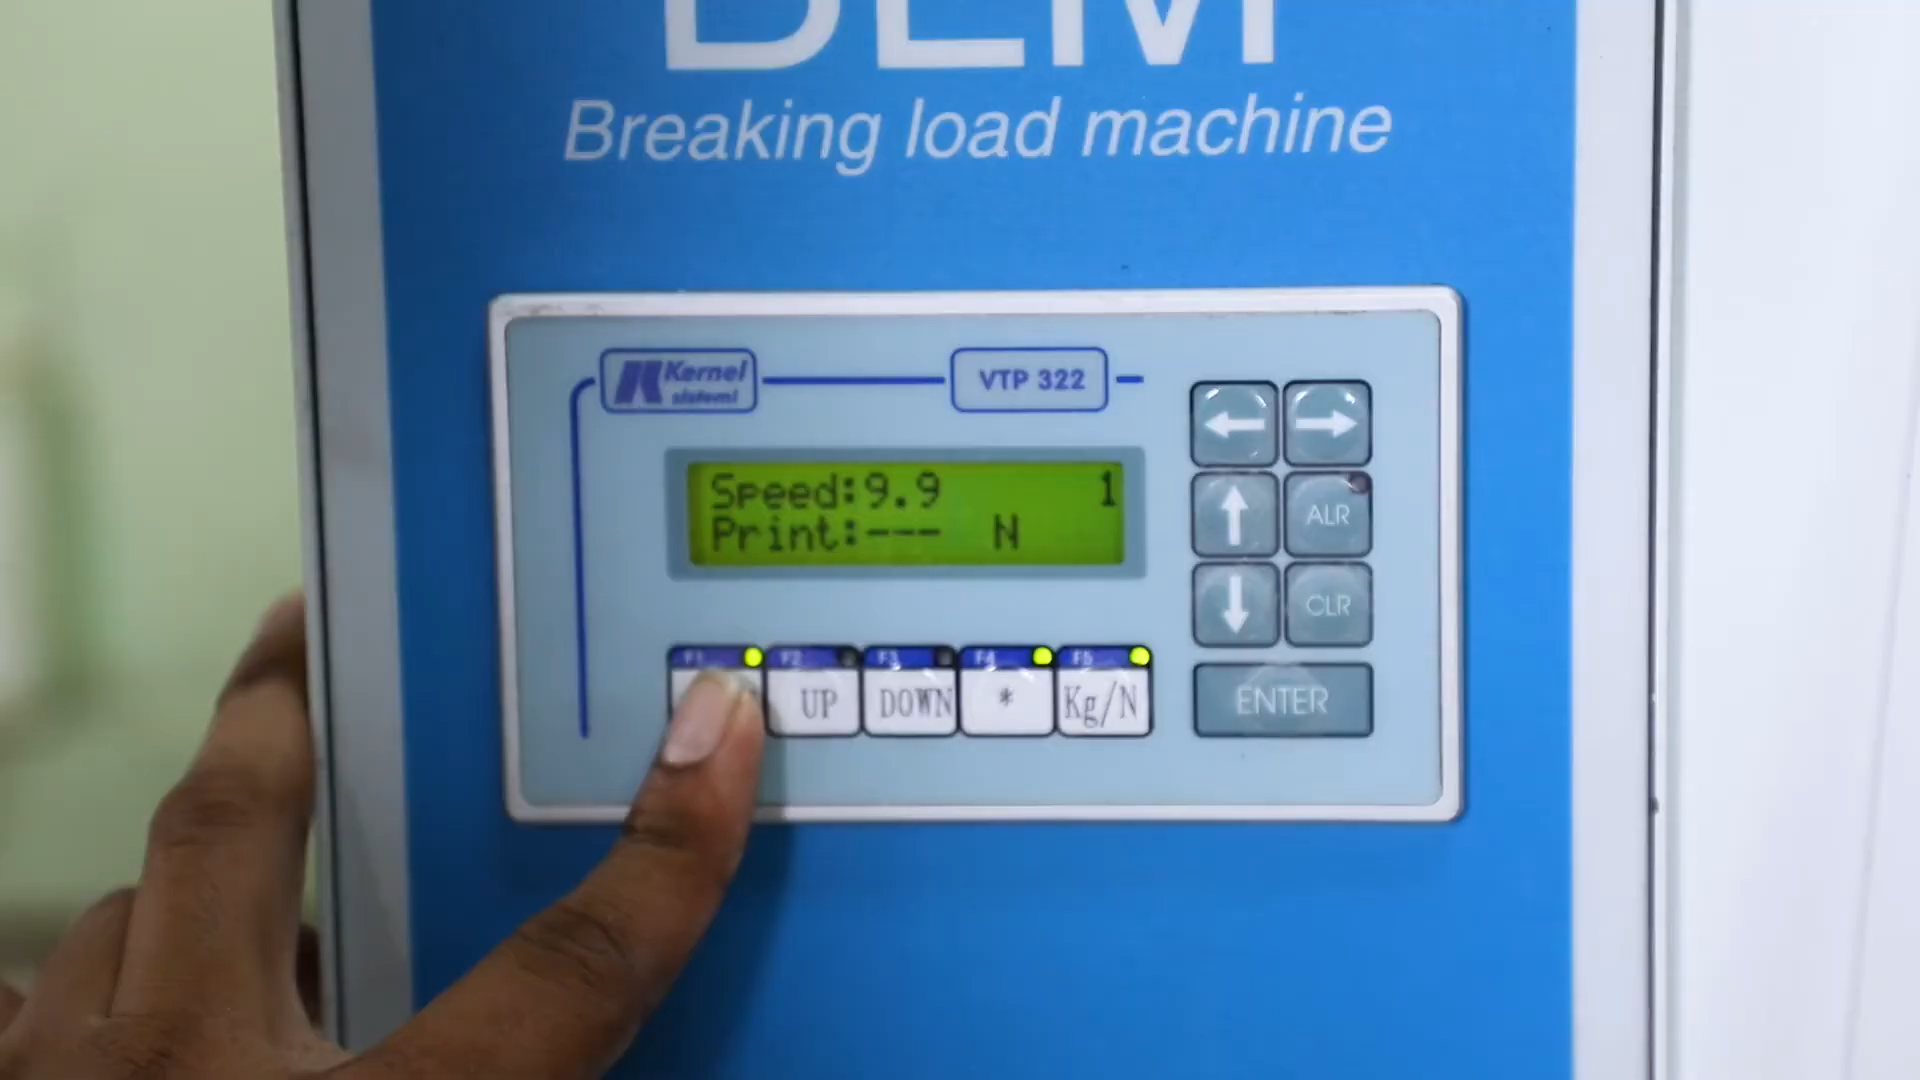 Breaking load machine
Kernel
sistemi
VTP 322
Speed:9.9 1
Print:--- N
ALR
CLR
F1 F2 F3 F4 F5
UP DOWN * Kg/N
ENTER